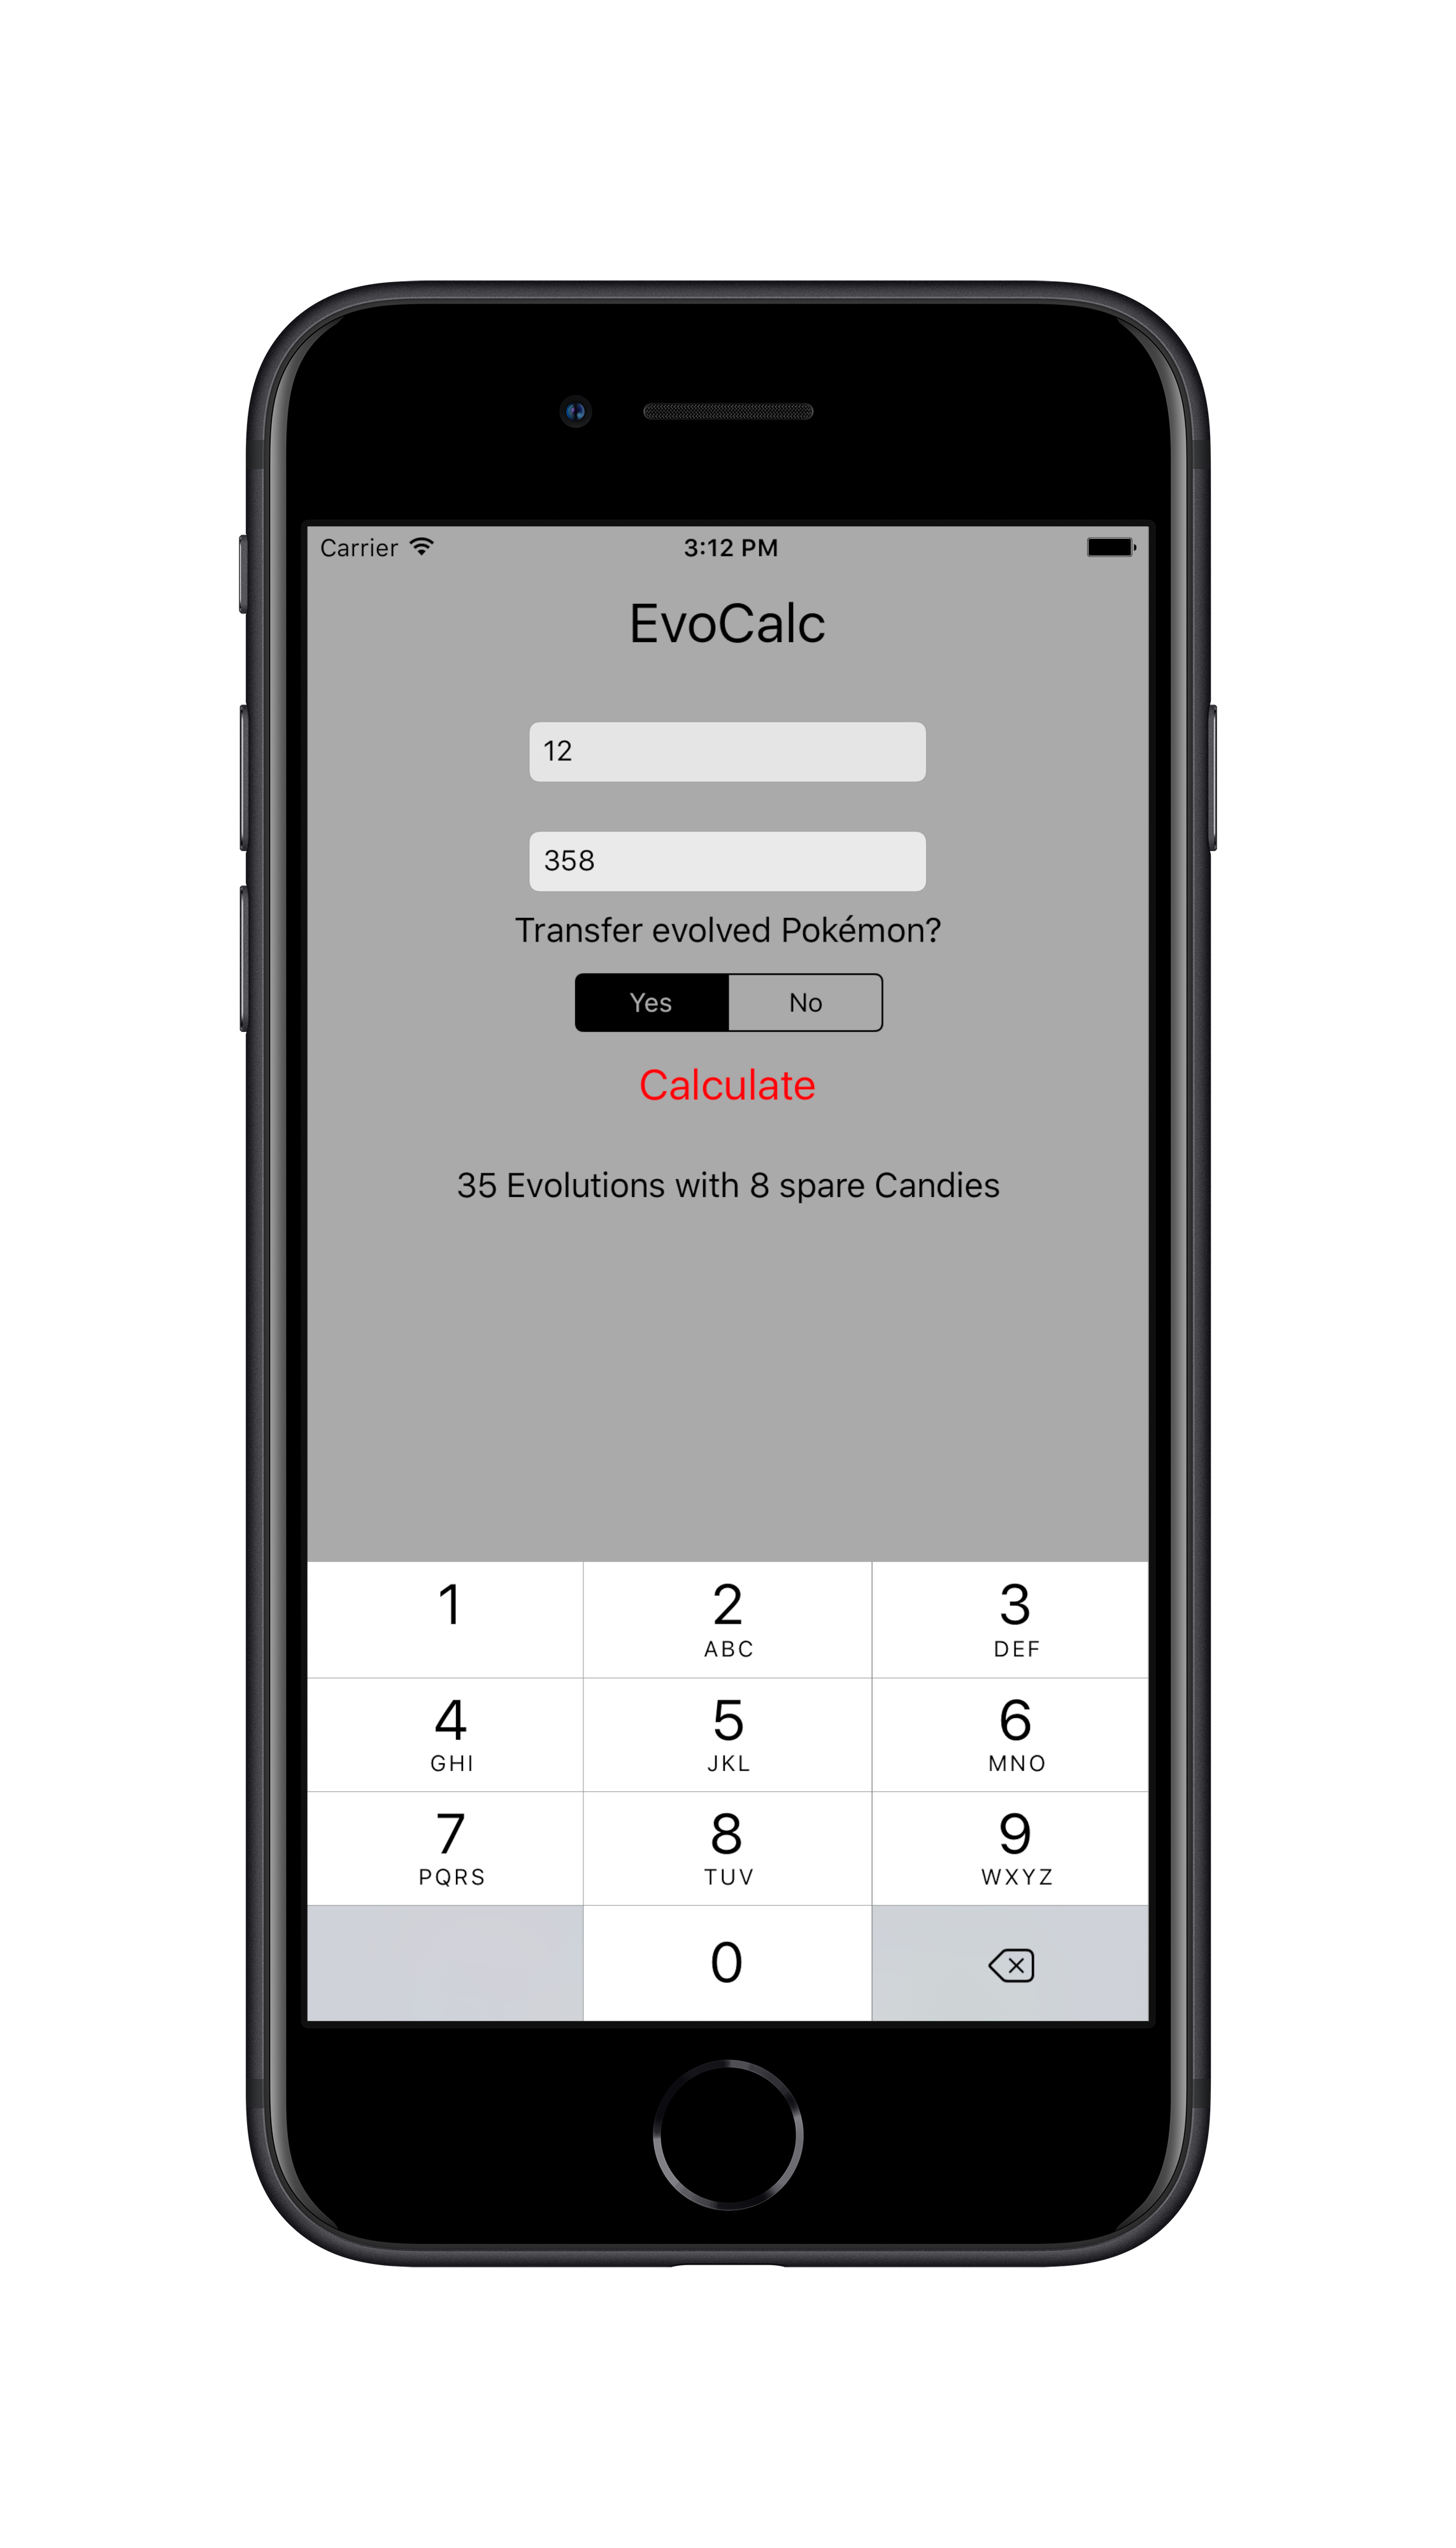 Carrier 3:12 PM
EvoCalc
12
358
Transfer evolved Pokémon?
Yes No
Calculate
35 Evolutions with 8 spare Candies
1 2 3
ABC DEF
4 5 6
GHI JKL MNO
7 8 9
PQRS TUV WXYZ
0